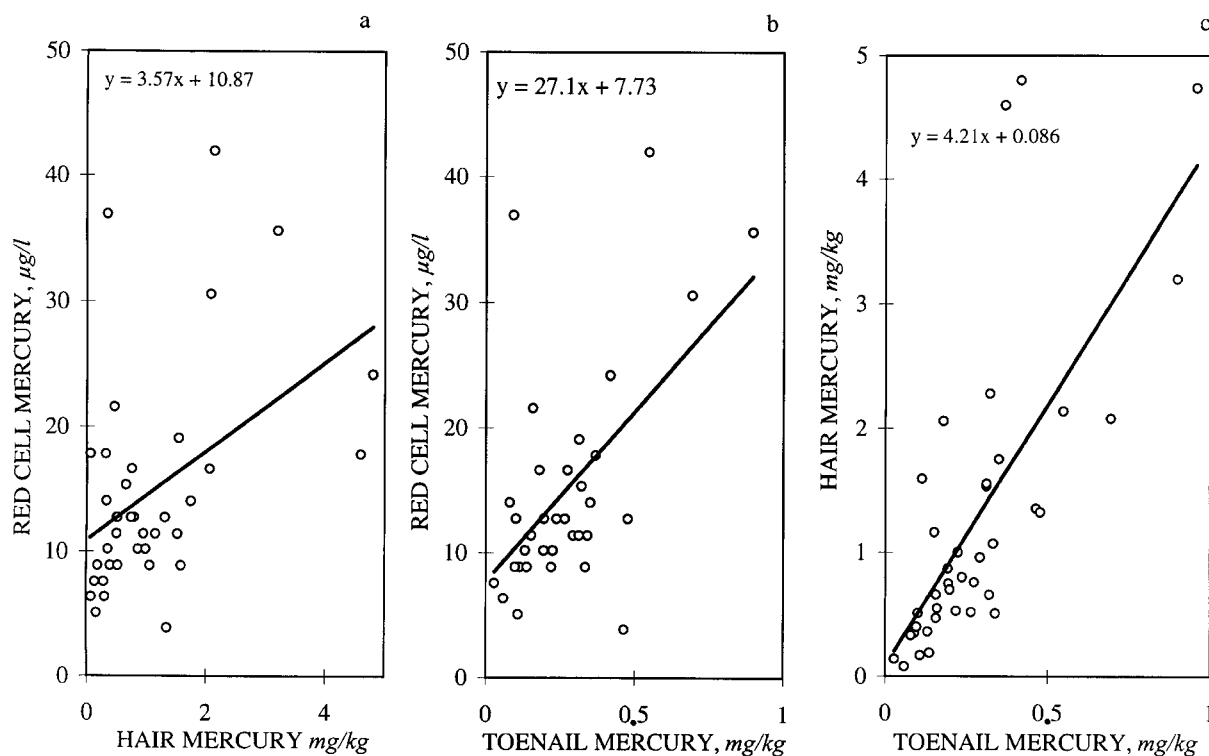 a
y = 3.57x + 10.87
50
40
30
20
10
0
RED CELL MERCURY, µg/l
0 2 4
HAIR MERCURY mg/kg
b
y = 27.1x + 7.73
50
40
30
20
10
0
RED CELL MERCURY, µg/l
0 0.5 1
TOENAIL MERCURY, mg/kg
c
y = 4.21x + 0.086
5
4
3
2
1
0
HAIR MERCURY, mg/kg
0 0.5 1
TOENAIL MERCURY, mg/kg